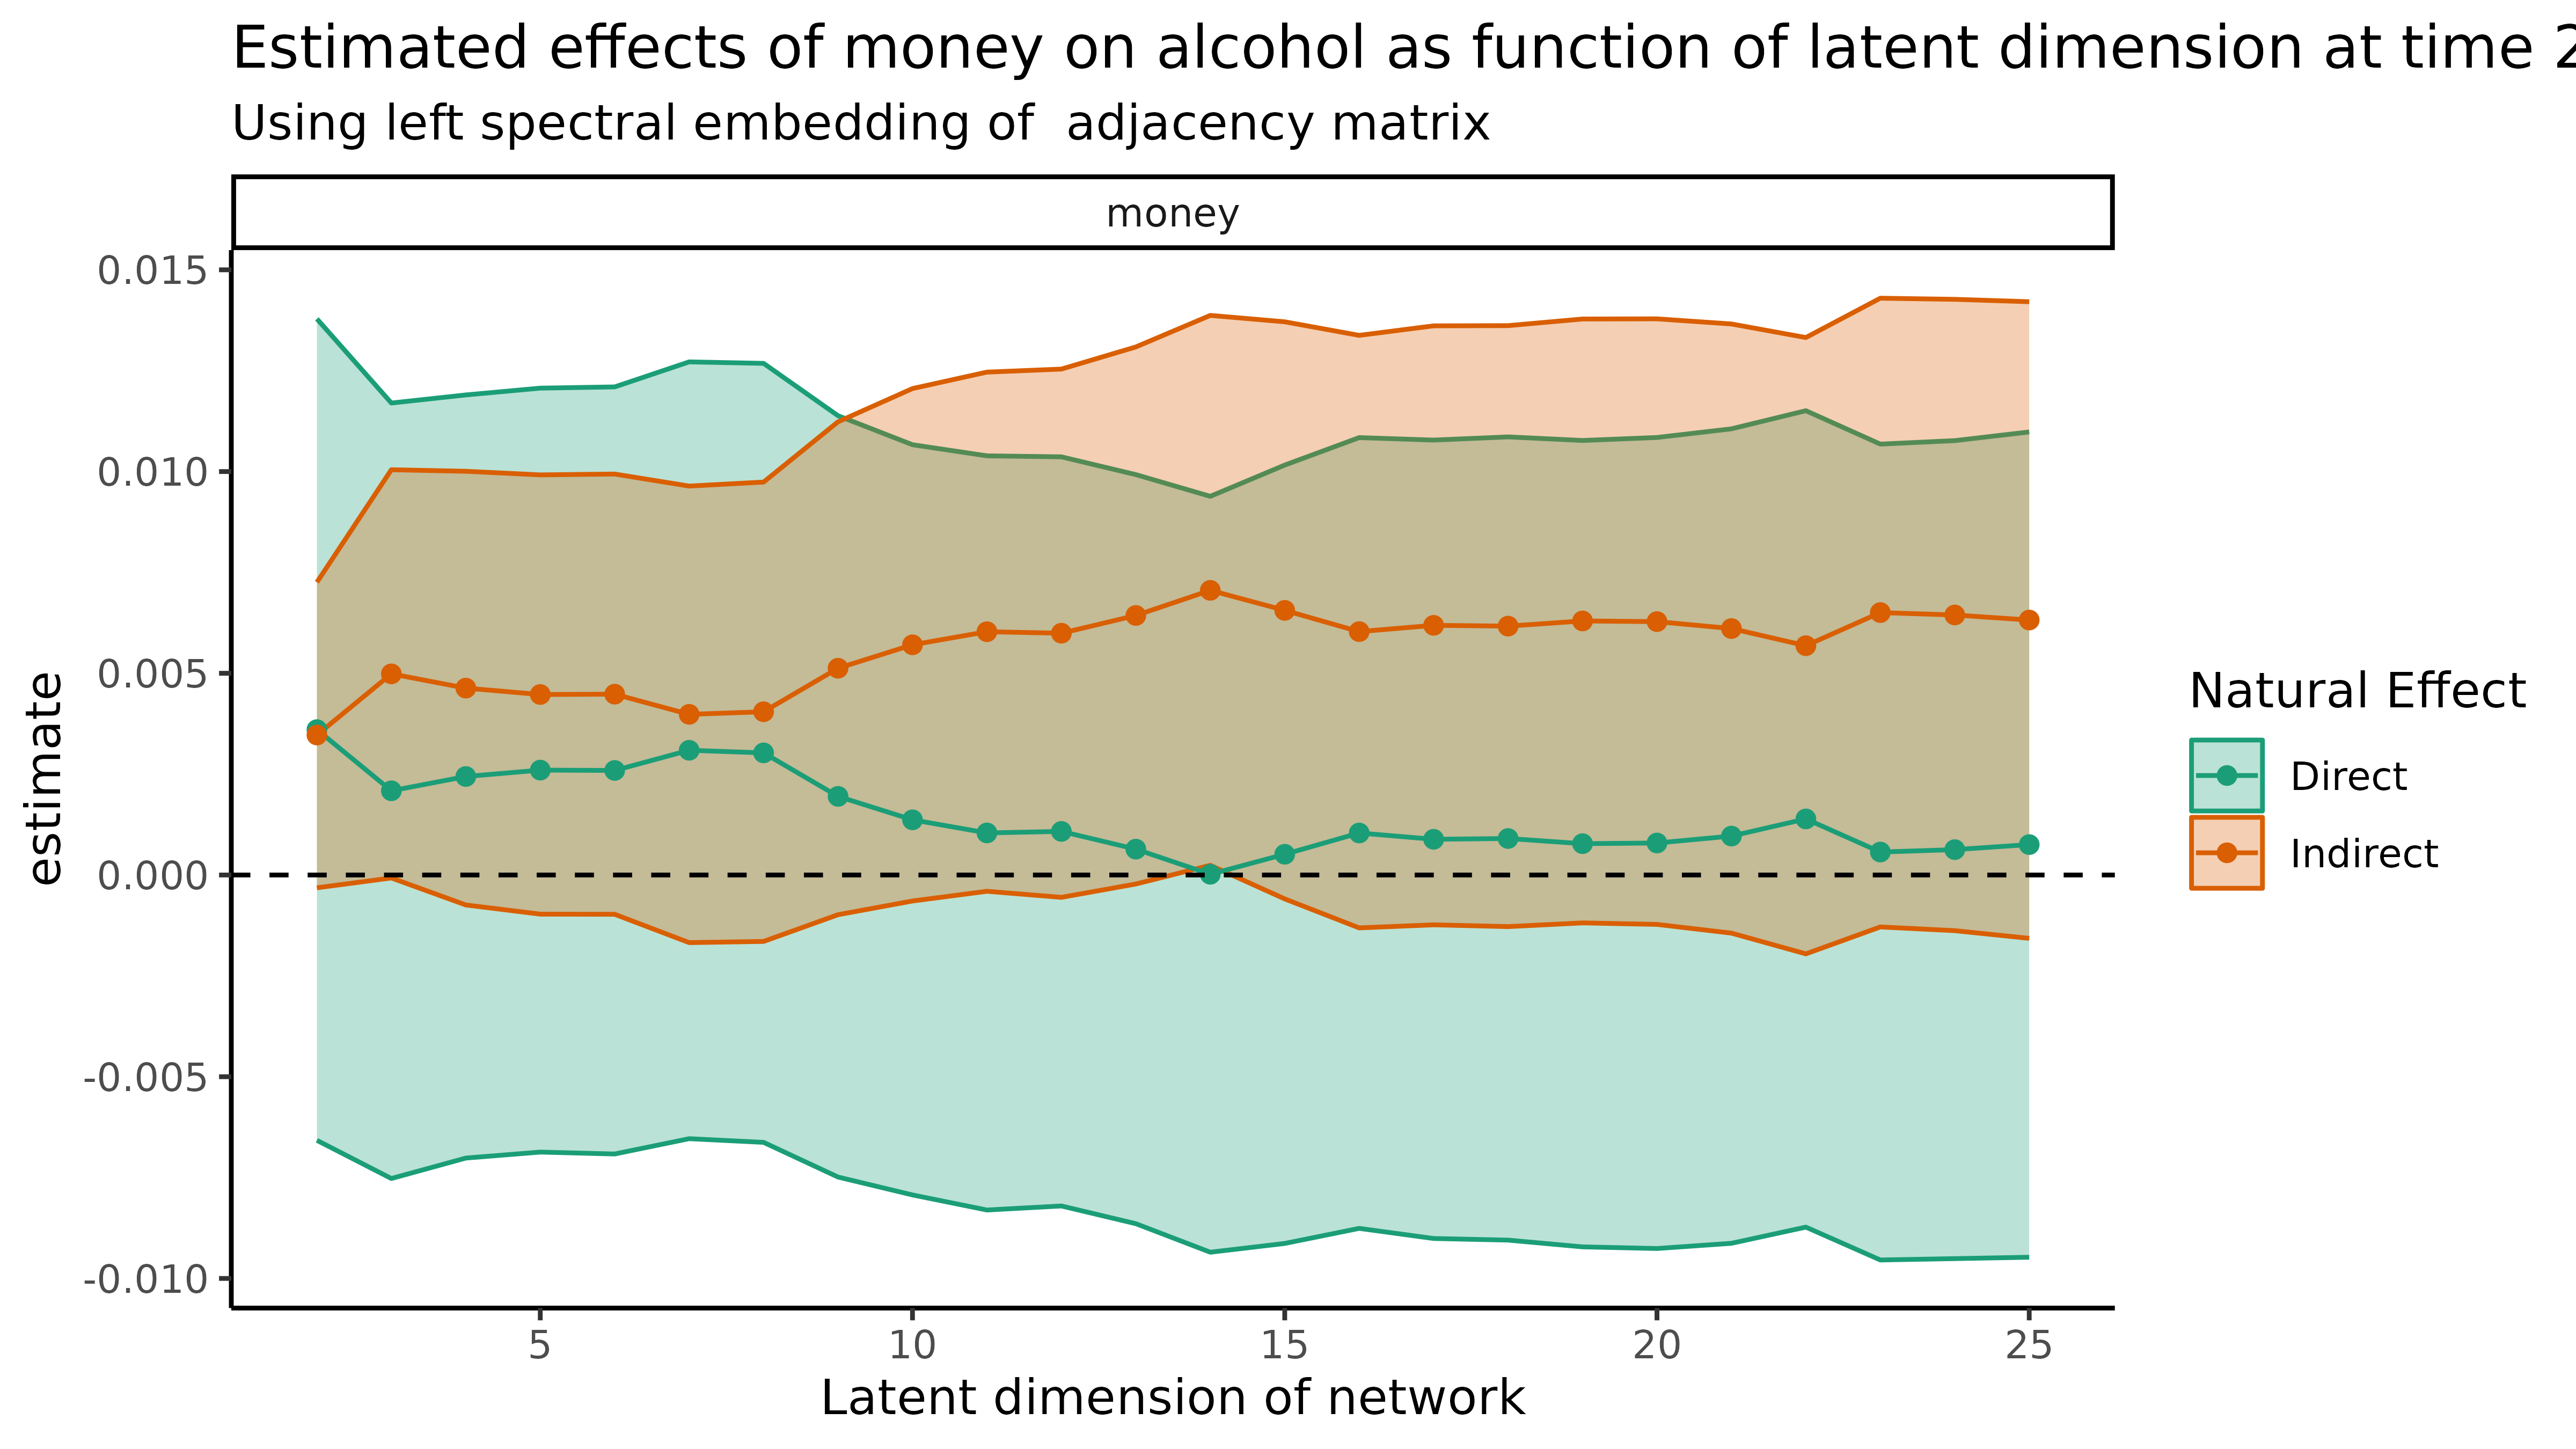 Estimated effects of money on alcohol as function of latent dimension at time 2
Using left spectral embedding of  adjacency matrix
money
0.015
0.010
0.005
0.000
-0.005
-0.010
estimate
5 10 15 20 25
Latent dimension of network
Natural Effect
Direct
Indirect